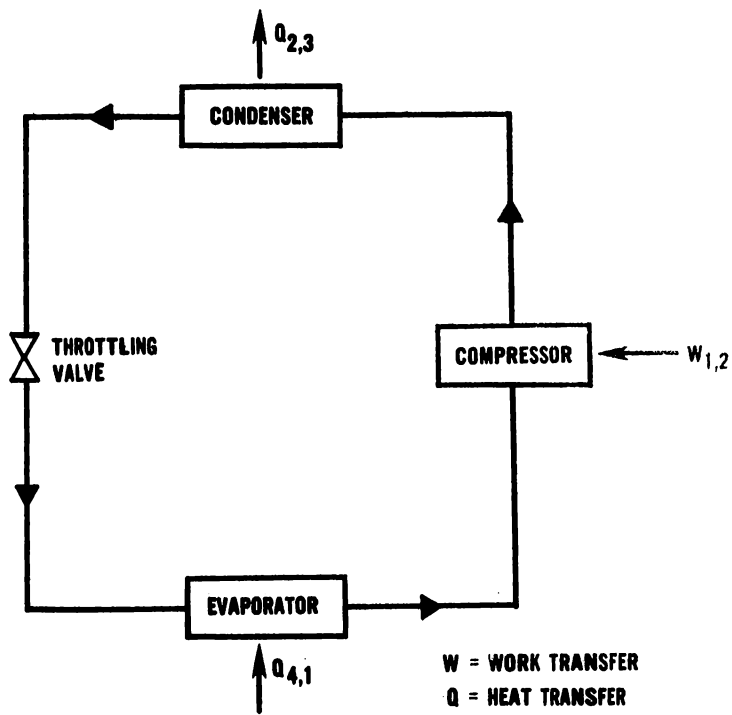 Q2,3
CONDENSER
THROTTLING
VALVE
COMPRESSOR
W1,2
EVAPORATOR
Q4,1
W = WORK TRANSFER
Q = HEAT TRANSFER